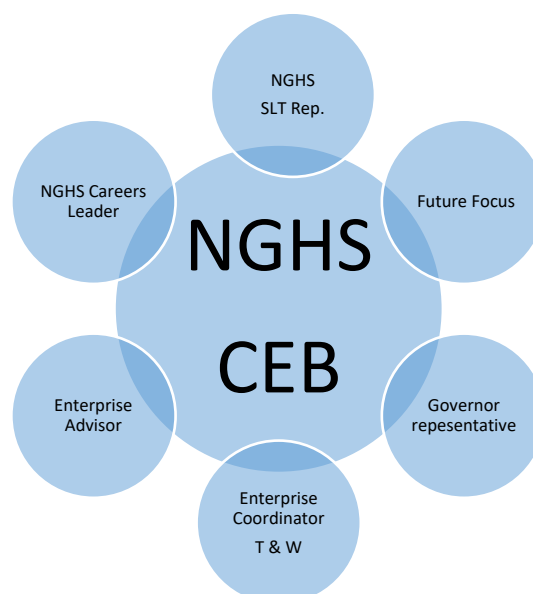 NGHS
SLT Rep.
NGHS Careers
Leader
Future Focus
NGHS
CEB
Enterprise
Advisor
Governor
repesentative
Enterprise
Coordinator
T & W